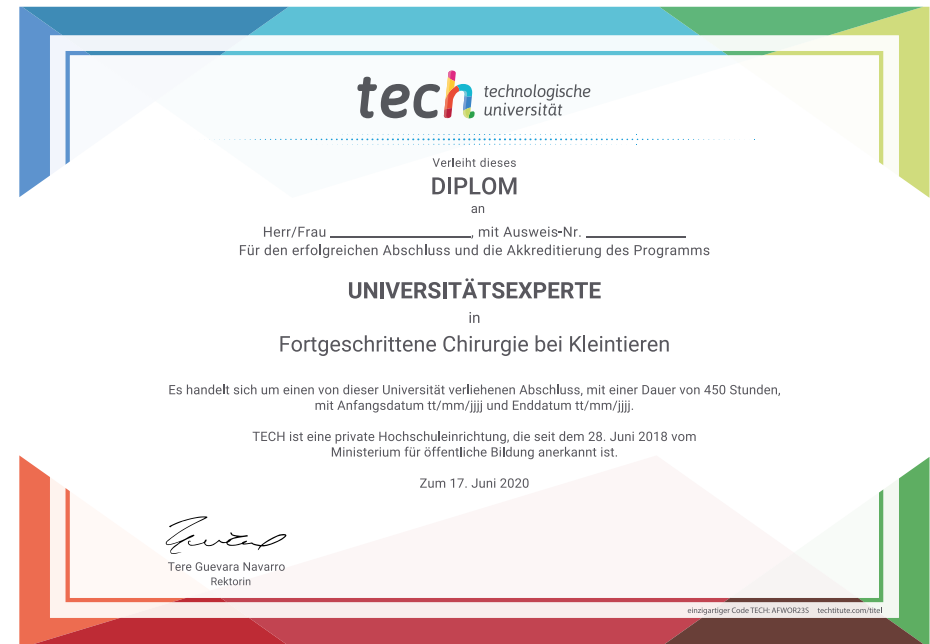 tech technologische
universität
Verleiht dieses
DIPLOM
an
Herr/Frau ____________________, mit Ausweis-Nr. ______________
Für den erfolgreichen Abschluss und die Akkreditierung des Programms
UNIVERSITÄTSEXPERTE
in
Fortgeschrittene Chirurgie bei Kleintieren
Es handelt sich um einen von dieser Universität verliehenen Abschluss, mit einer Dauer von 450 Stunden,
mit Anfangsdatum tt/mm/jjjj und Enddatum tt/mm/jjjj.
TECH ist eine private Hochschuleinrichtung, die seit dem 28. Juni 2018 vom
Ministerium für öffentliche Bildung anerkannt ist.
Zum 17. Juni 2020
Tere Guevara Navarro
Rektorin
einzigartiger Code TECH: AFWOR23S techtitute.com/titel